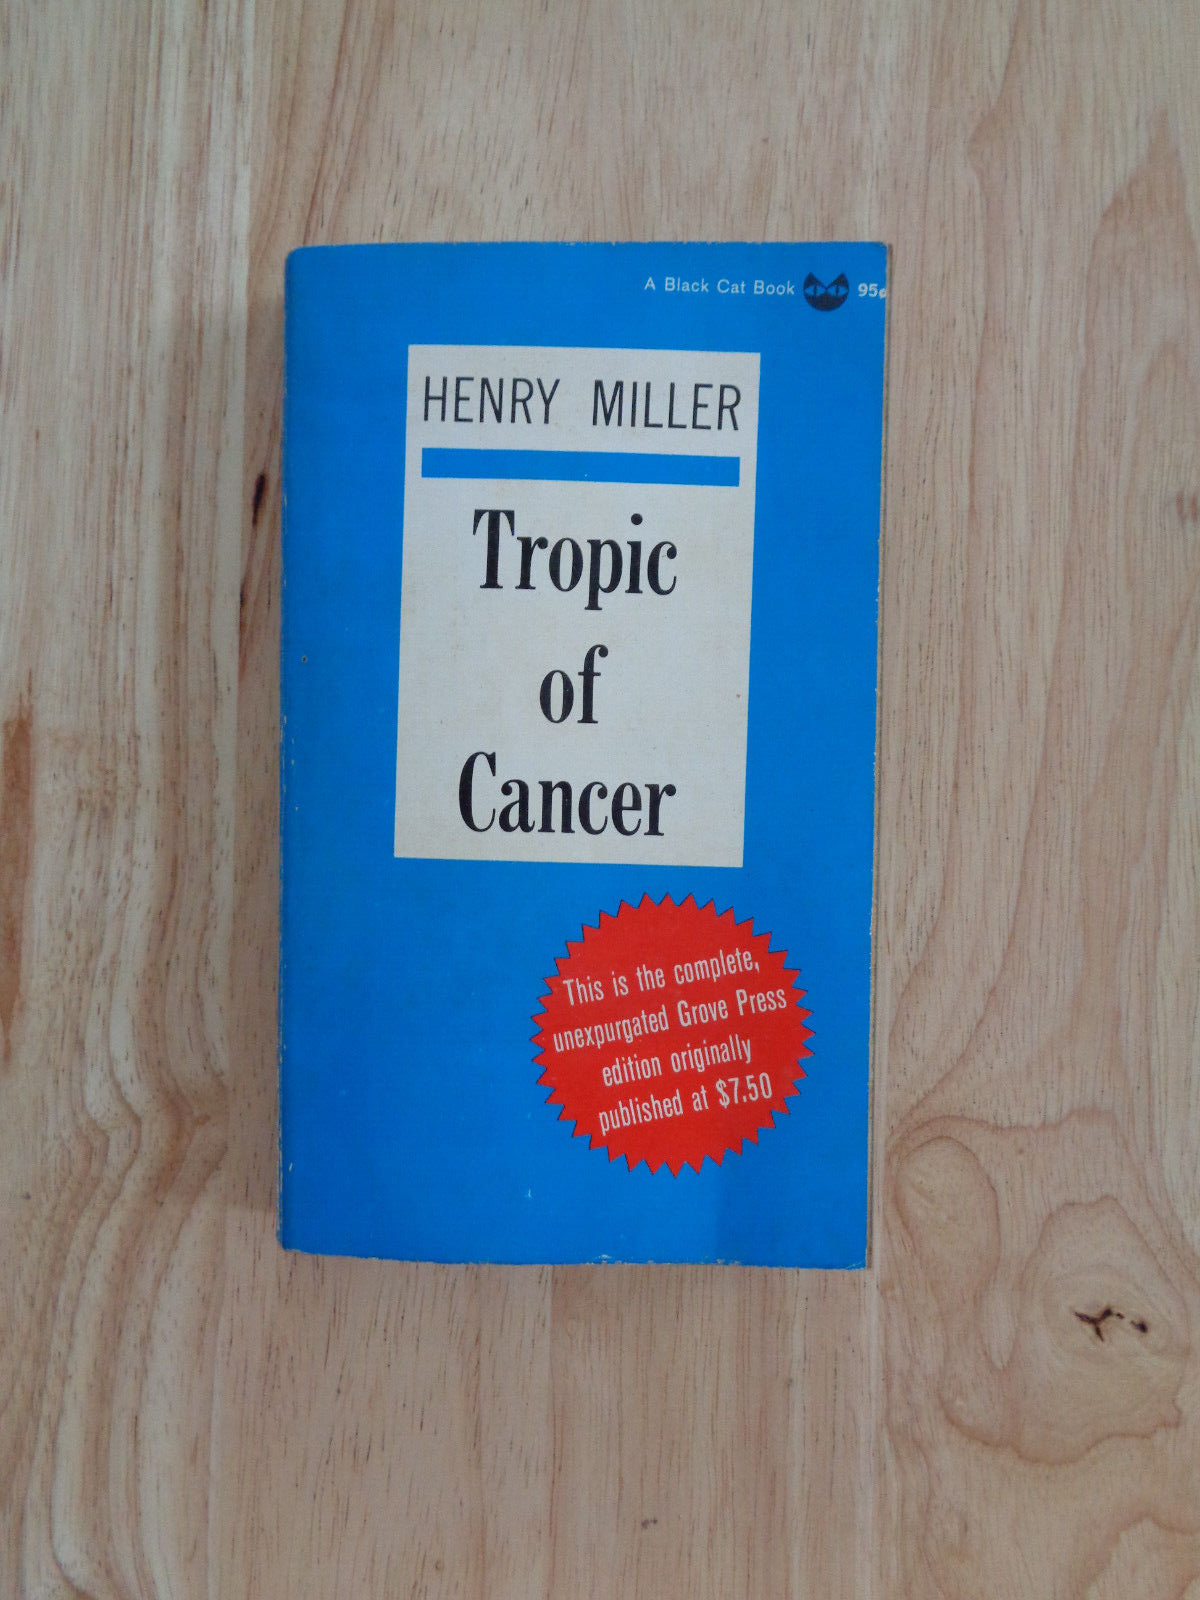 A Black Cat Book 95¢
HENRY MILLER
Tropic
of
Cancer
This is the complete,
unexpurgated Grove Press
edition originally
published at $7.50